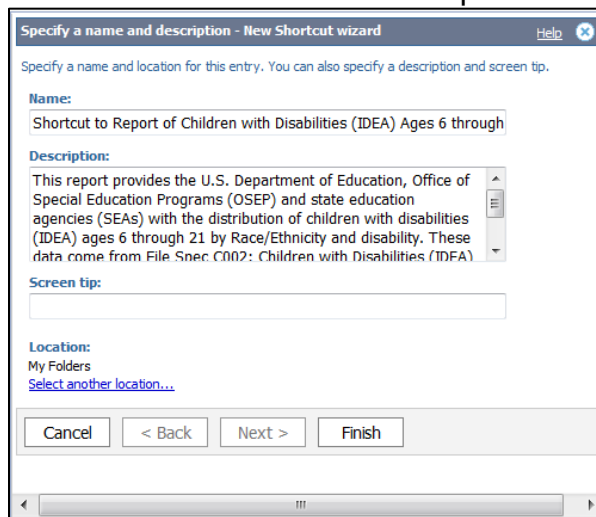 Specify a name and description - New Shortcut wizard Help
Specify a name and location for this entry. You can also specify a description and screen tip.
Name:
Shortcut to Report of Children with Disabilities (IDEA) Ages 6 through
Description:
This report provides the U.S. Department of Education, Office of
Special Education Programs (OSEP) and state education
agencies (SEAs) with the distribution of children with disabilities
(IDEA) ages 6 through 21 by Race/Ethnicity and disability. These
data come from File Spec C002: Children with Disabilities (IDEA)
Screen tip:
Location:
My Folders
Select another location...
Cancel < Back Next > Finish